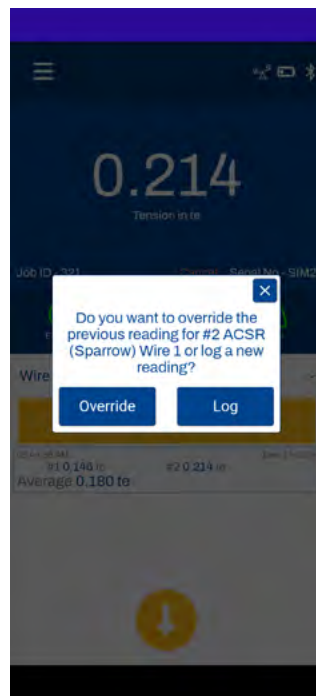 0.214
Tension in te
Job ID - 321
Serial No - SIM2
Do you want to override the
previous reading for #2 ACSR
(Sparrow) Wire 1 or log a new
reading?
Wire
Override
Log
#1 0.146 te
#2 0.214 te
Average 0.180 te